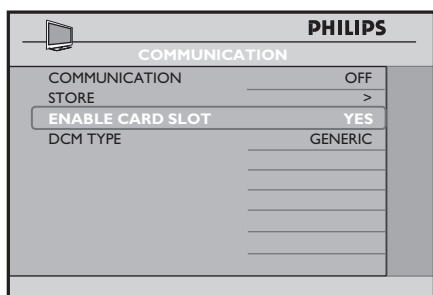 PHILIPS
COMMUNICATION
COMMUNICATION OFF
STORE >
ENABLE CARD SLOT YES
DCM TYPE GENERIC